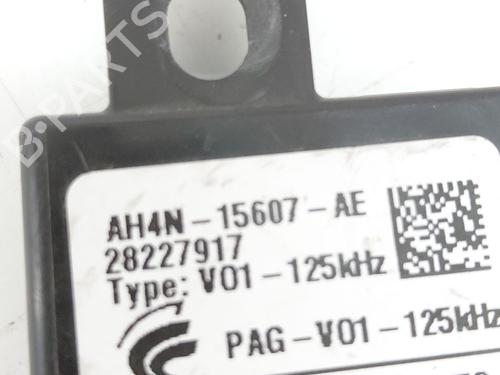 B-PARTS
AH4N-15607-AE
28227917
Type: V01-125kHz
PAG-V01-125kHz